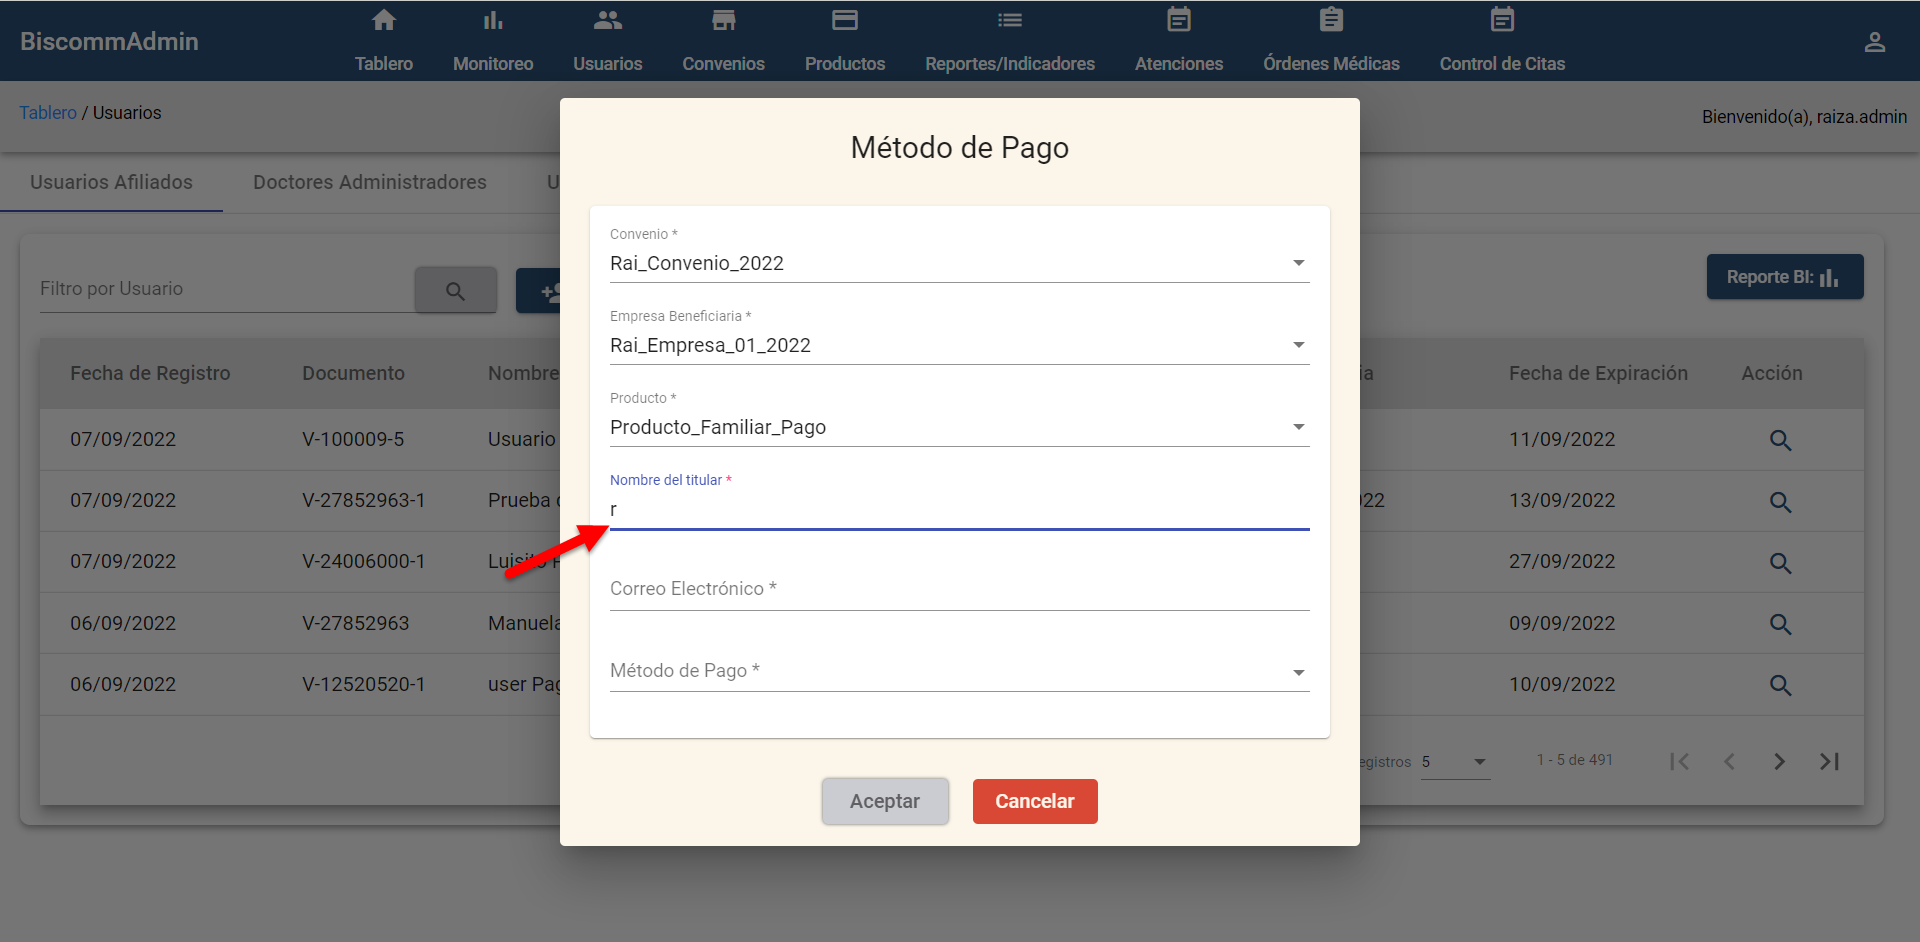 BiscommAdmin
Tablero Monitoreo Usuarios Convenios Productos Reportes/Indicadores Atenciones Órdenes Médicas Control de Citas
Tablero / Usuarios
Bienvenido(a), raiza.admin
Usuarios Afiliados Doctores Administradores U
Filtro por Usuario
Reporte BI:
Fecha de Registro Documento Nombre ia Fecha de Expiración Acción
07/09/2022 V-100009-5 Usuario 11/09/2022
07/09/2022 V-27852963-1 Prueba 22 13/09/2022
07/09/2022 V-24006000-1 27/09/2022
06/09/2022 V-27852963 Manuela 09/09/2022
06/09/2022 V-12520520-1 user Pag 10/09/2022
egistros 5 1 - 5 de 491
Método de Pago
Convenio *
Rai_Convenio_2022
Empresa Beneficiaria *
Rai_Empresa_01_2022
Producto *
Producto_Familiar_Pago
Nombre del titular *
r
Correo Electrónico *
Método de Pago *
Aceptar Cancelar